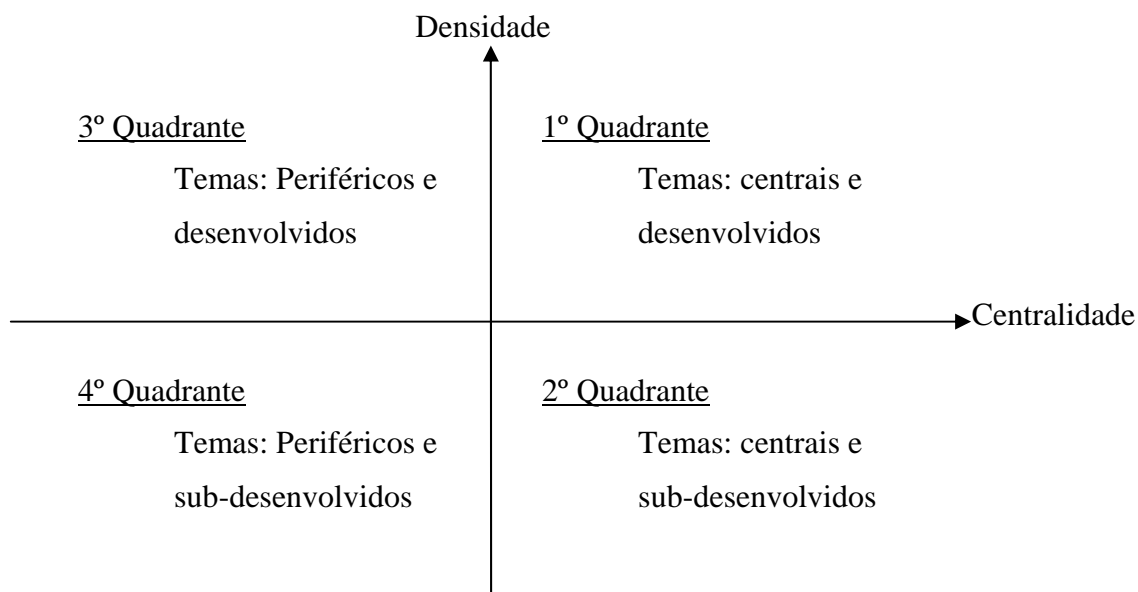 Densidade
3º Quadrante
Temas: Periféricos e
desenvolvidos
1º Quadrante
Temas: centrais e
desenvolvidos
Centralidade
4º Quadrante
Temas: Periféricos e
sub-desenvolvidos
2º Quadrante
Temas: centrais e
sub-desenvolvidos